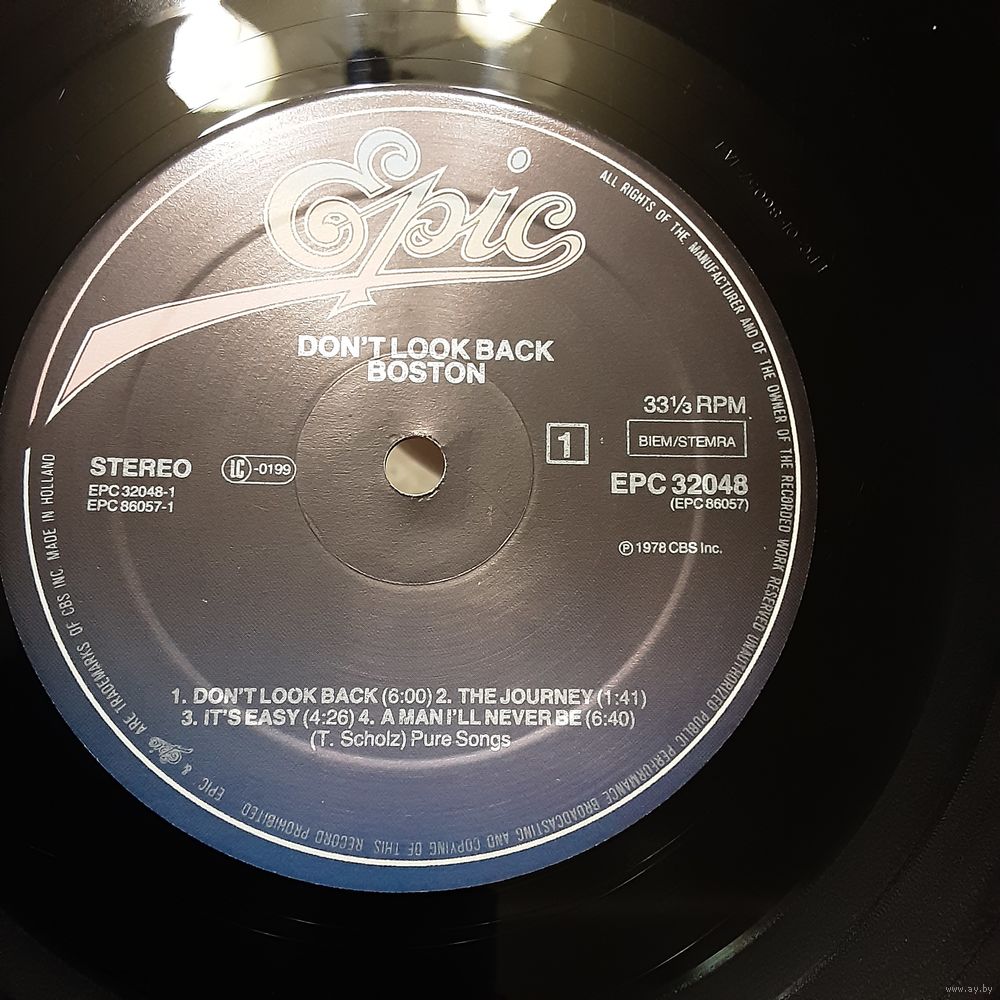 Epic
DON'T LOOK BACK
BOSTON
33⅓ RPM
BIEM/STEMRA
1
STEREO
LC-0199
EPC 32048-1
EPC 86057-1
EPC 32048
(EPC 86057)
℗ 1978 CBS Inc.
1. DON'T LOOK BACK (6:00) 2. THE JOURNEY (1:41)
3. IT'S EASY (4:26) 4. A MAN I'LL NEVER BE (6:40)
(T. Scholz) Pure Songs
ALL RIGHTS OF THE MANUFACTURER AND OF THE OWNER OF THE RECORDED WORK RESERVED UNAUTHORIZED PUBLIC PERFORMANCE BROADCASTING AND COPYING OF THIS RECORD PROHIBITED
EPIC & Epic ARE TRADEMARKS OF CBS INC. MADE IN HOLLAND
www.ay.by